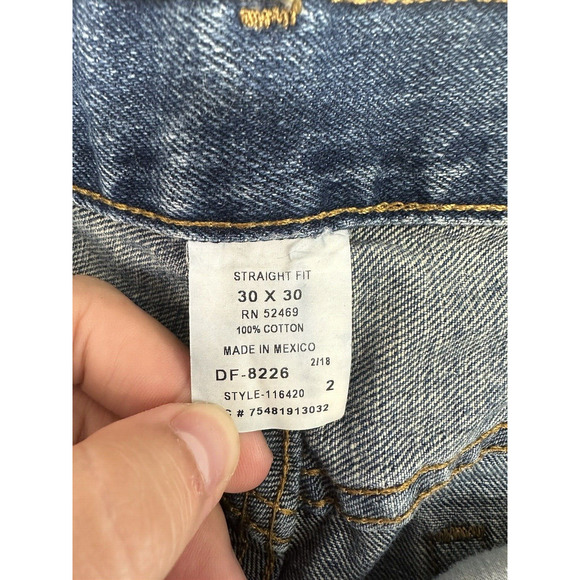 STRAIGHT FIT
30 X 30
RN 52469
100% COTTON
MADE IN MEXICO
2/18
DF-8226
2
STYLE-116420
# 75481913032